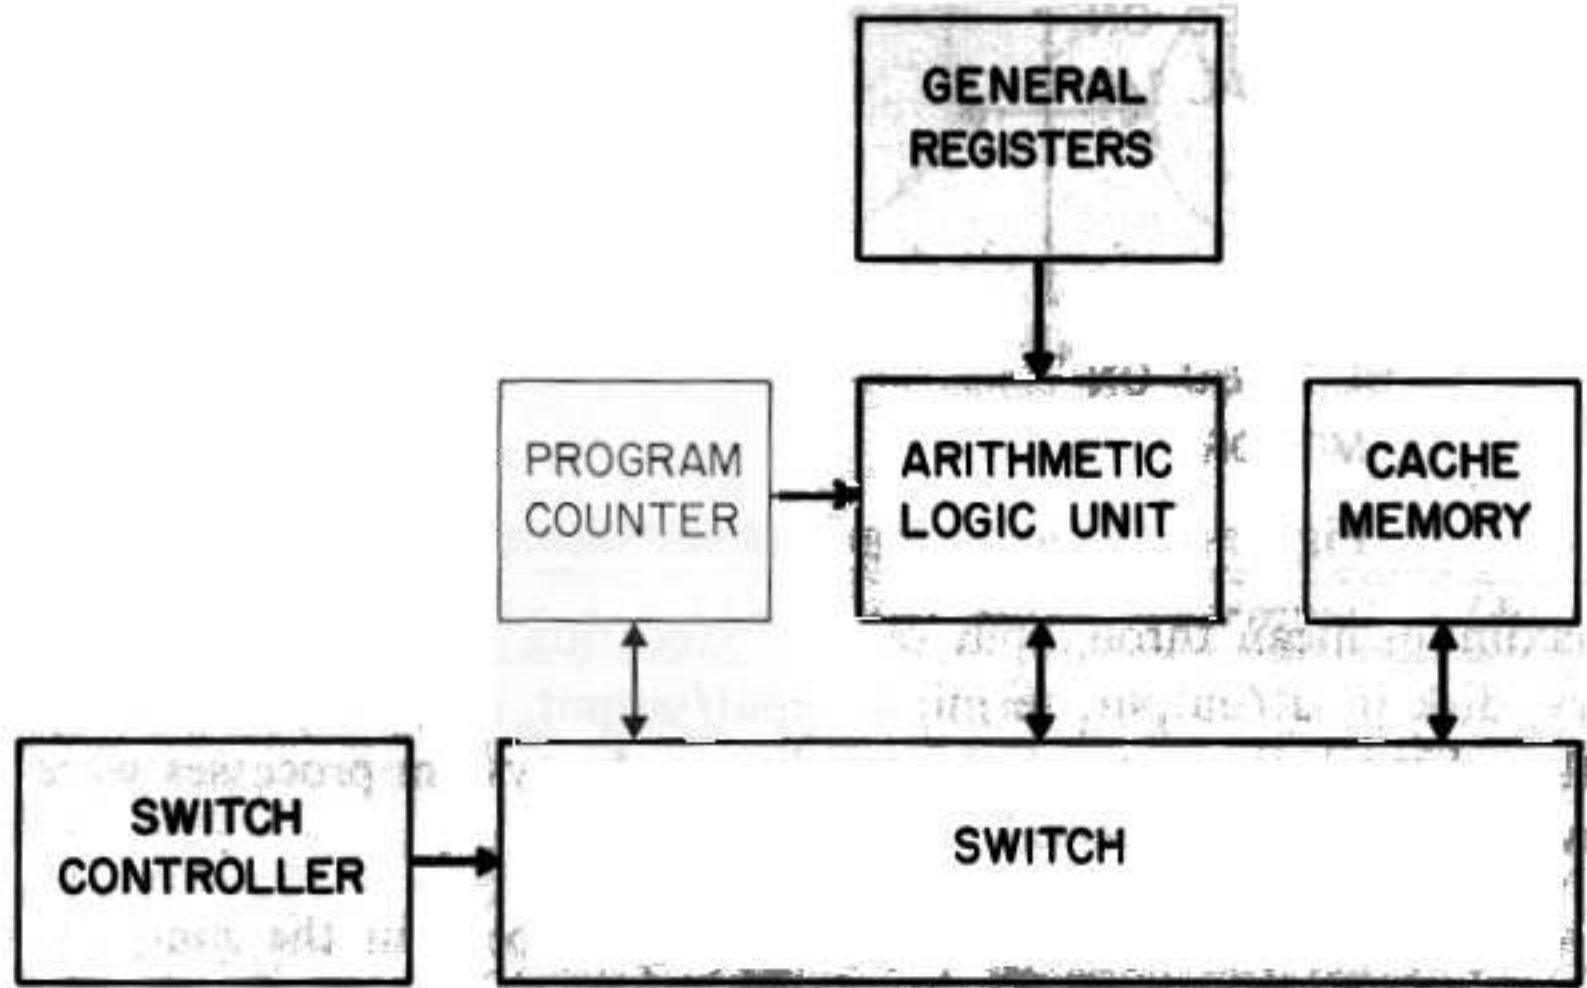 GENERAL
REGISTERS
PROGRAM
COUNTER
ARITHMETIC
LOGIC UNIT
CACHE
MEMORY
SWITCH
CONTROLLER
SWITCH